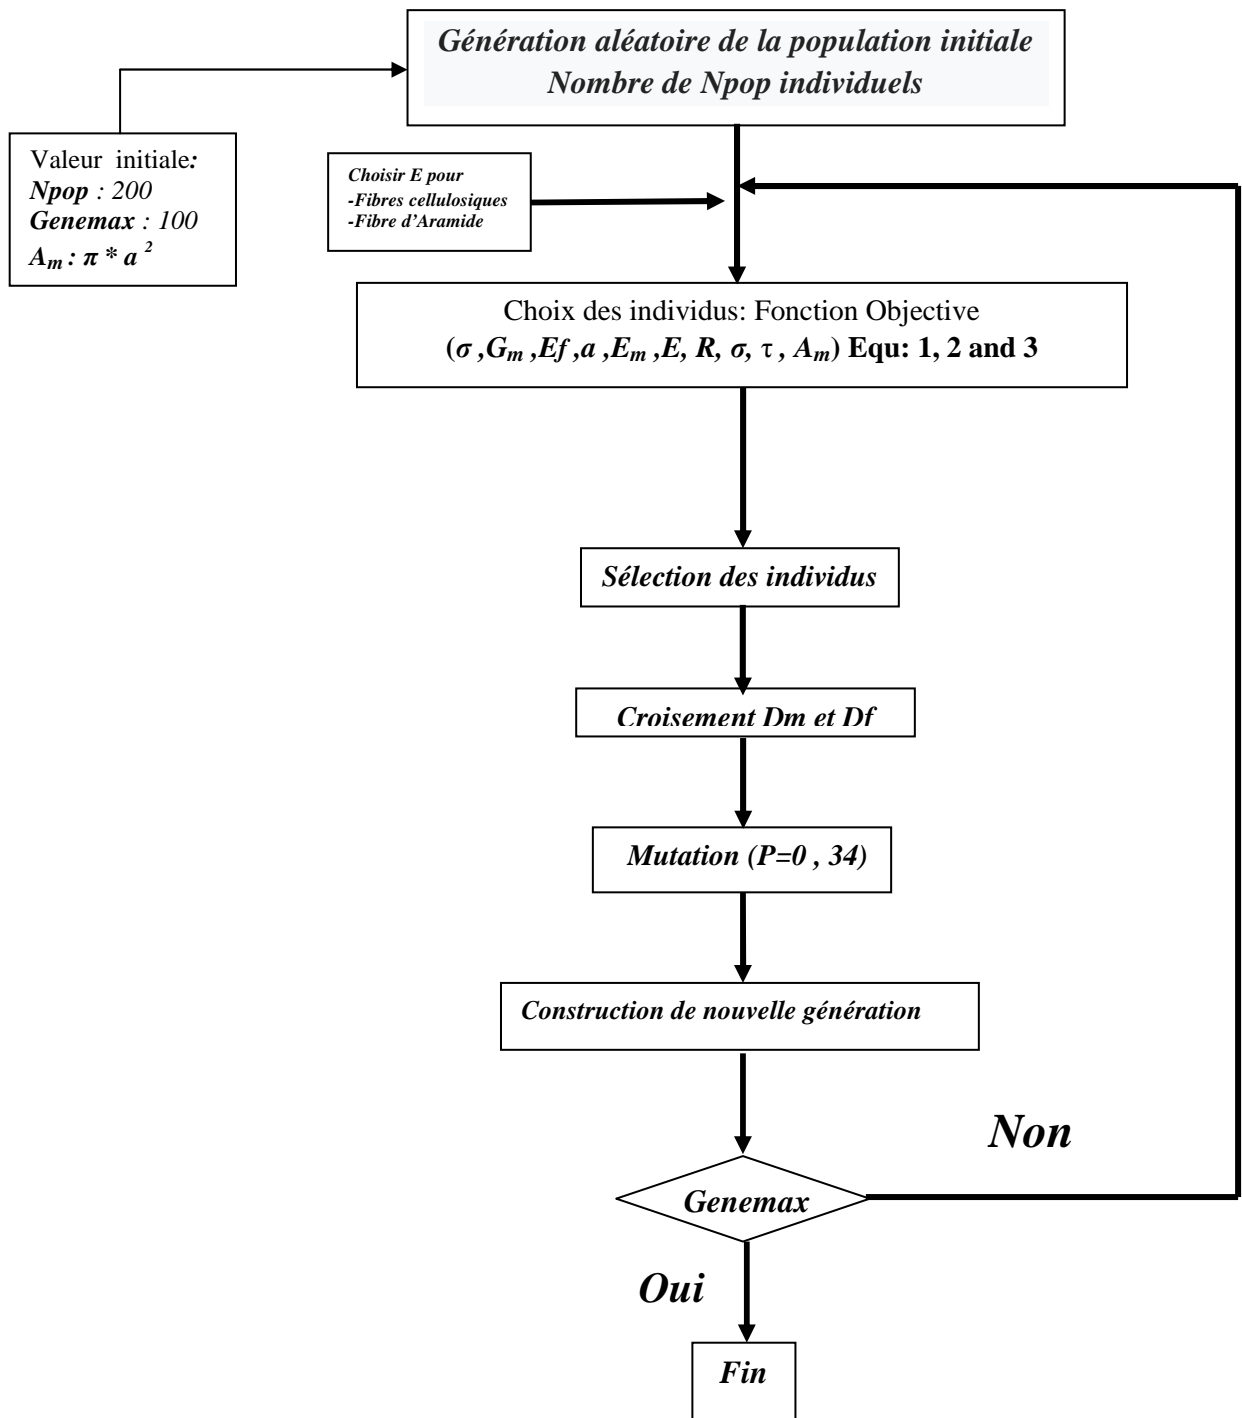 Génération aléatoire de la population initiale
Nombre de Npop individuels
Valeur initiale:
Npop : 200
Genemax : 100
Aₘ : π * a ²
Choisir E pour
-Fibres cellulosiques
-Fibre d'Aramide
Choix des individus: Fonction Objective
(σ ,Gₘ ,Ef ,a ,Eₘ ,E, R, σ, τ , Aₘ) Equ: 1, 2 and 3
Sélection des individus
Croisement Dm et Df
Mutation (P=0 , 34)
Construction de nouvelle génération
Non
Genemax
Oui
Fin